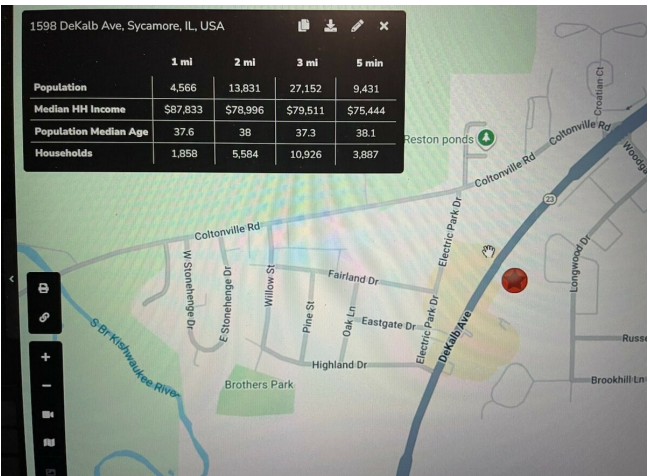 1598 DeKalb Ave, Sycamore, IL, USA
1 mi 2 mi 3 mi 5 min
Population 4,566 13,831 27,152 9,431
Median HH Income $87,833 $78,996 $79,511 $75,444
Population Median Age 37.6 38 37.3 38.1
Households 1,858 5,584 10,926 3,887
Croatian Ct
Reston ponds
Coltonville Rd
Coltonville Rd
Woodga
23
Coltonville Rd
Electric Park Dr
Longwood Dr
W Stonehenge Dr
E Stonehenge Dr
Willow St
Fairland Dr
Pine St
Oak Ln
Eastgate Dr
Electric Park Dr
DeKalb Ave
S Br Kishwaukee River
Highland Dr
Russe
Brookhill Ln
Brothers Park